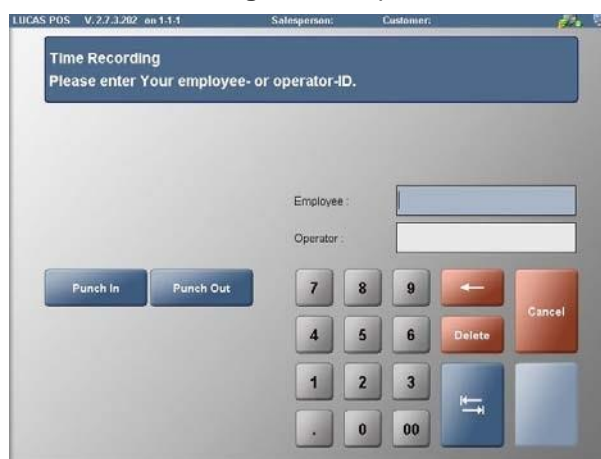 LUCAS POS V. 2.7.3.202 on 1-1-1 Salesperson: Customer:
Time Recording
Please enter Your employee- or operator-ID.
Employee :
Operator :
Punch In Punch Out
7 8 9
Cancel
4 5 6 Delete
1 2 3
. 0 00